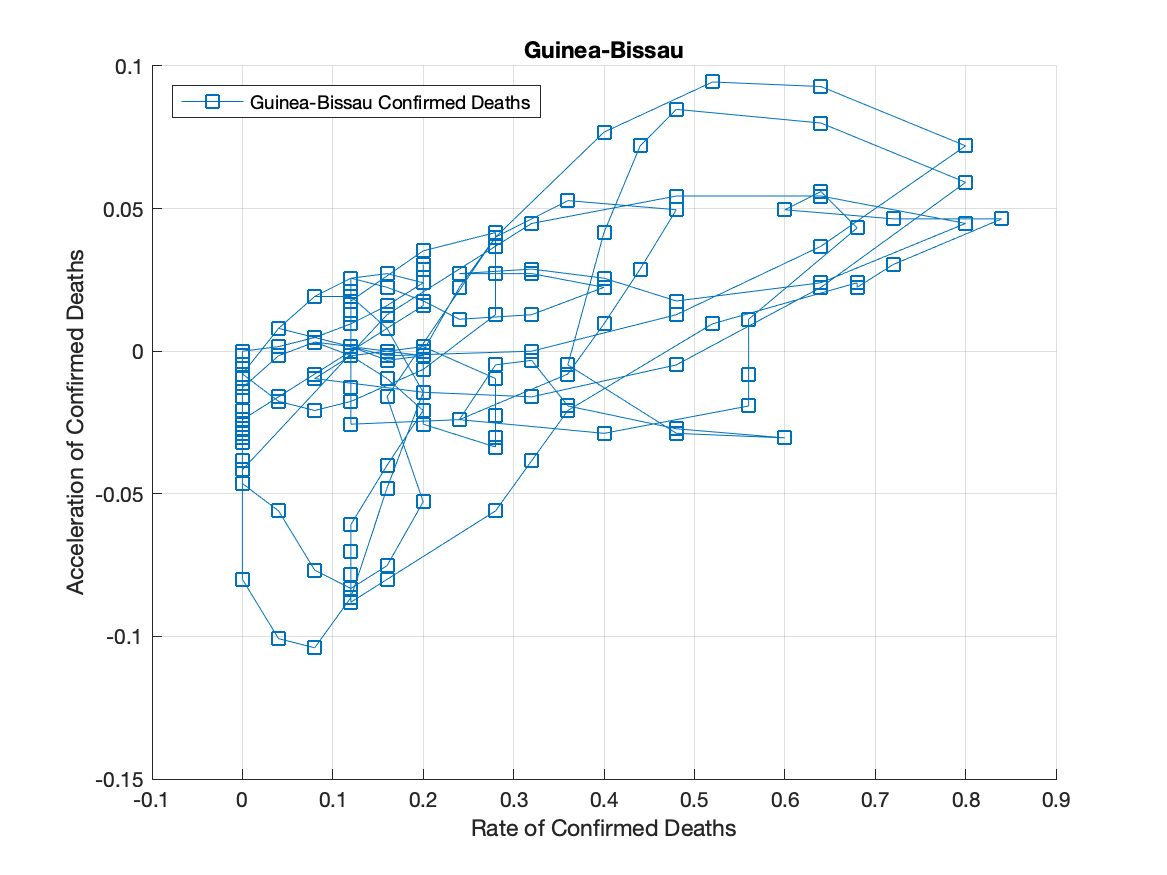 Guinea-Bissau
Guinea-Bissau Confirmed Deaths
0.1
0.05
0
-0.05
-0.1
-0.15
Acceleration of Confirmed Deaths
-0.1 0 0.1 0.2 0.3 0.4 0.5 0.6 0.7 0.8 0.9
Rate of Confirmed Deaths